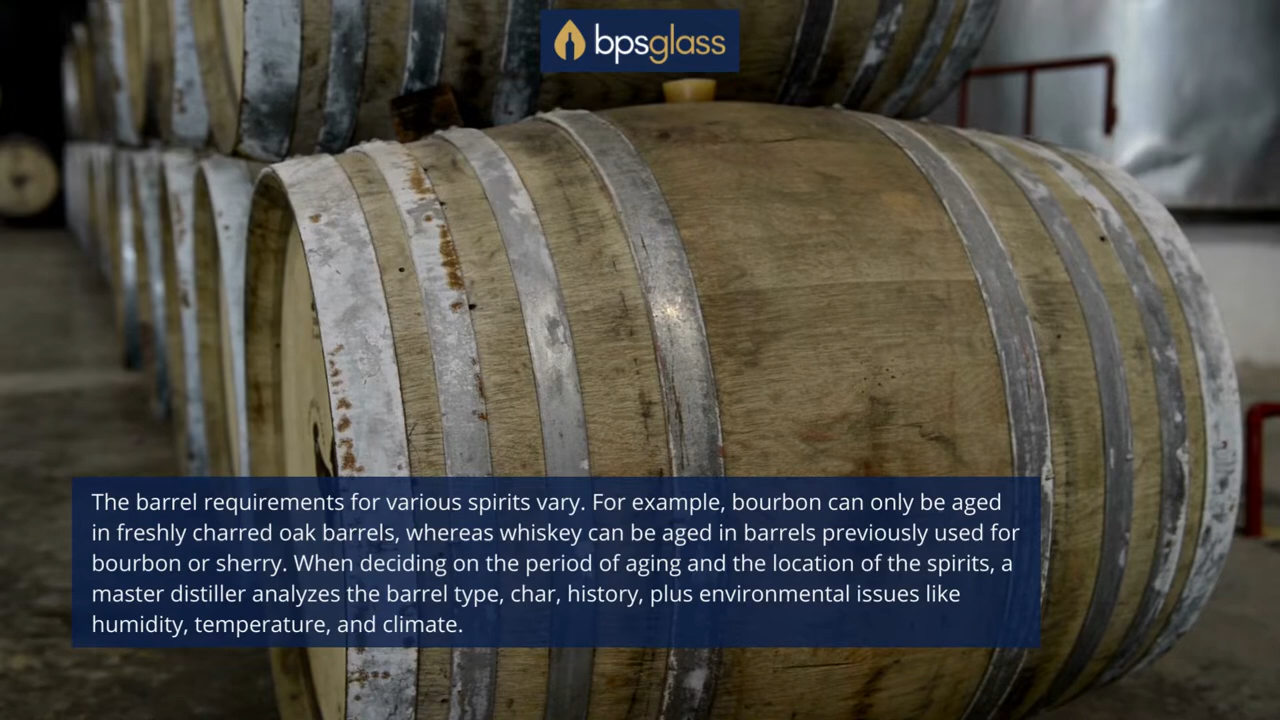 bpsglass
The barrel requirements for various spirits vary. For example, bourbon can only be aged
in freshly charred oak barrels, whereas whiskey can be aged in barrels previously used for
bourbon or sherry. When deciding on the period of aging and the location of the spirits, a
master distiller analyzes the barrel type, char, history, plus environmental issues like
humidity, temperature, and climate.